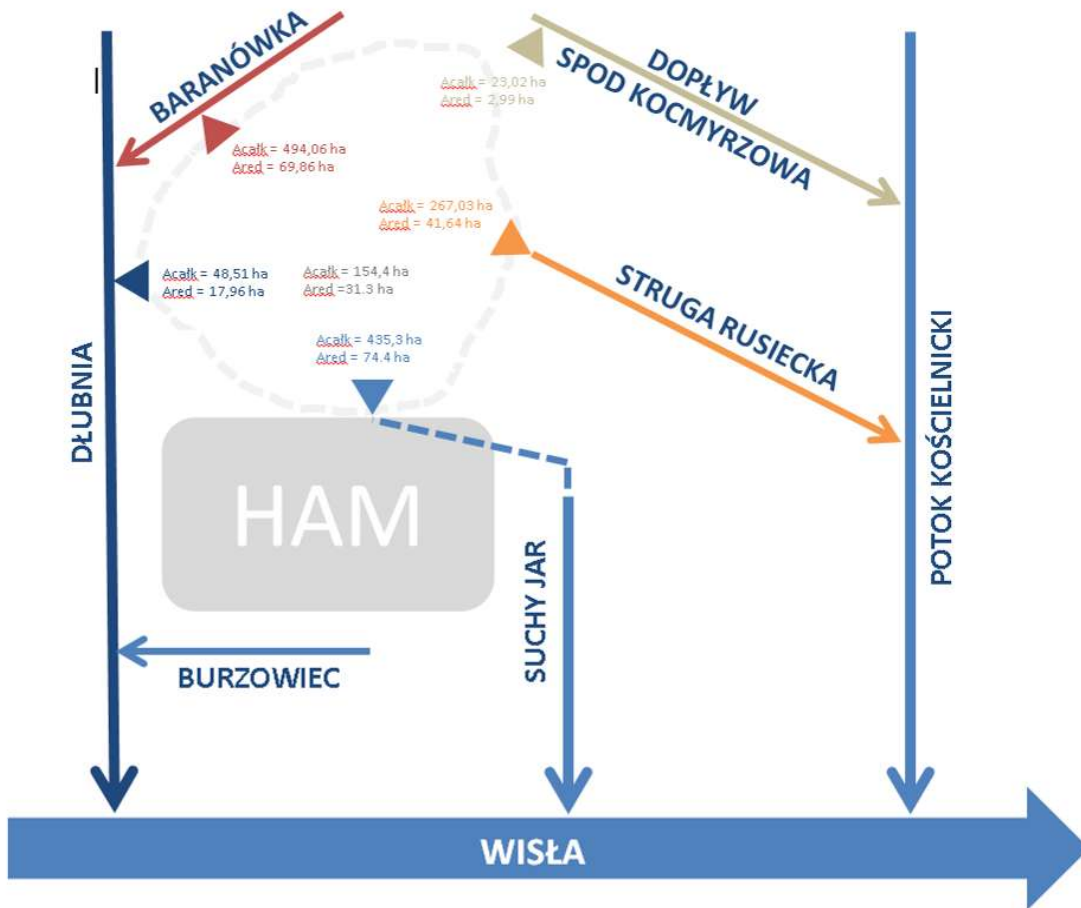 BARANÓWKA
DOPŁYW
SPOD KOCMYRZOWA
Acałk = 23,02 ha
Ared = 2,99 ha
Acałk = 494,06 ha
Ared = 69,86 ha
Acałk = 267,03 ha
Ared = 41,64 ha
Acałk = 48,51 ha
Ared = 17,96 ha
Acałk = 154,4 ha
Ared =31.3 ha
STRUGA RUSIECKA
Acałk = 435,3 ha
Ared = 74.4 ha
DŁUBNIA
POTOK KOŚCIELNICKI
HAM
SUCHY JAR
BURZOWIEC
WISŁA